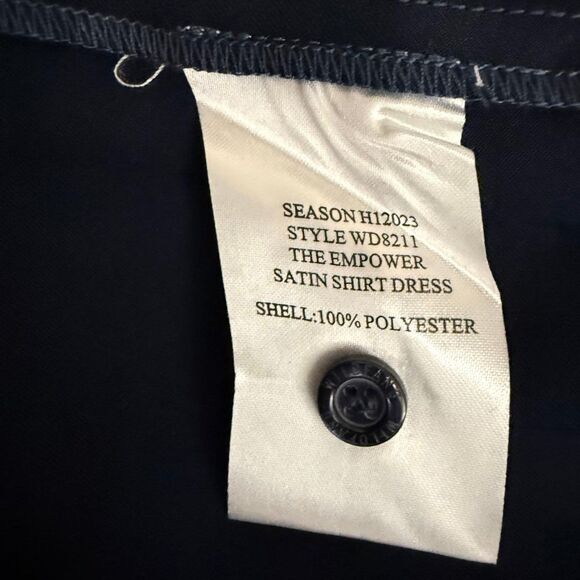 SEASON H12023
STYLE WD8211
THE EMPOWER
SATIN SHIRT DRESS
SHELL:100% POLYESTER